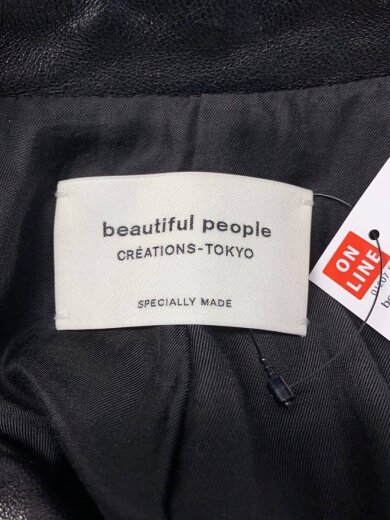 beautiful people
CRÉATIONS-TOKYO
SPECIALLY MADE
ON
LINE